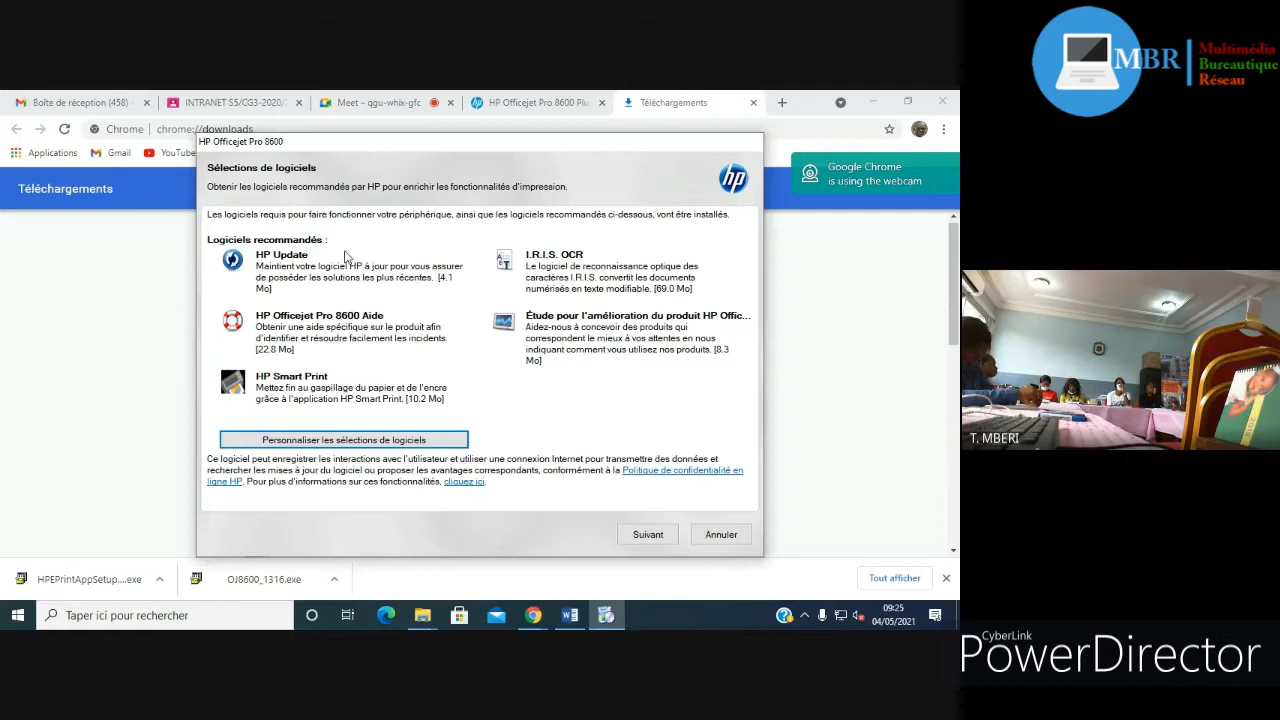 MBR
Multimédia
Bureautique
Réseau
Boîte de réception (458) -
INTRANET S5/CG3-2020/2
Meet – qgu-whix-gfc
HP Officejet Pro 8600 Plus
Téléchargements
Chrome | chrome://downloads
Applications
Gmail
YouTube
HP Officejet Pro 8600
Téléchargements
Google Chrome
is using the webcam
Sélections de logiciels
Obtenir les logiciels recommandés par HP pour enrichir les fonctionnalités d'impression.
hp
Les logiciels requis pour faire fonctionner votre périphérique, ainsi que les logiciels recommandés ci-dessous, vont être installés.
Logiciels recommandés :
HP Update
Maintient votre logiciel HP à jour pour vous assurer
de posséder les solutions les plus récentes. [4.1
Mo]
I.R.I.S. OCR
Le logiciel de reconnaissance optique des
caractères I.R.I.S. convertit les documents
numérisés en texte modifiable. [69.0 Mo]
HP Officejet Pro 8600 Aide
Obtenir une aide spécifique sur le produit afin
d'identifier et résoudre facilement les incidents.
[22.8 Mo]
Étude pour l'amélioration du produit HP Offic...
Aidez-nous à concevoir des produits qui
correspondent le mieux à vos attentes en nous
indiquant comment vous utilisez nos produits. [8.3
Mo]
HP Smart Print
Mettez fin au gaspillage du papier et de l'encre
grâce à l'application HP Smart Print. [10.2 Mo]
Personnaliser les sélections de logiciels
Ce logiciel peut enregistrer les interactions avec l'utilisateur et utiliser une connexion Internet pour transmettre des données et
rechercher les mises à jour du logiciel ou proposer les avantages correspondants, conformément à la Politique de confidentialité en
ligne HP. Pour plus d'informations sur ces fonctionnalités, cliquez ici.
Suivant
Annuler
T. MBERI
HPEPrintAppSetup....exe
OJ8600_1316.exe
Tout afficher
Taper ici pour rechercher
09:25
04/05/2021
CyberLink
PowerDirector